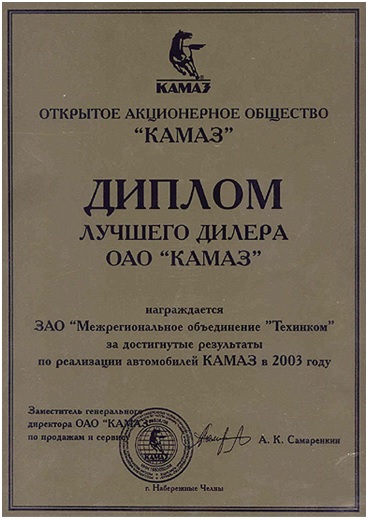 КАМАЗ
ОТКРЫТОЕ АКЦИОНЕРНОЕ ОБЩЕСТВО
“КАМАЗ”
ДИПЛОМ
ЛУЧШЕГО ДИЛЕРА
ОАО “КАМАЗ”
награждается
ЗАО “Межрегиональное объединение "Техинком”
за достигнутые результаты
по реализации автомобилей КАМАЗ в 2003 году
Заместитель генерального
директора ОАО “КАМАЗ”
по продажам и сервису
А. К. Самаренкин
КАМАЗ
г. Набережные Челны